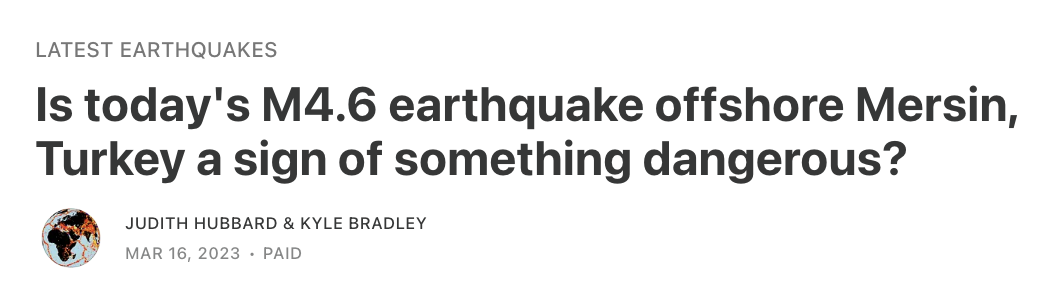 LATEST EARTHQUAKES
Is today's M4.6 earthquake offshore Mersin,
Turkey a sign of something dangerous?
JUDITH HUBBARD & KYLE BRADLEY
MAR 16, 2023 · PAID